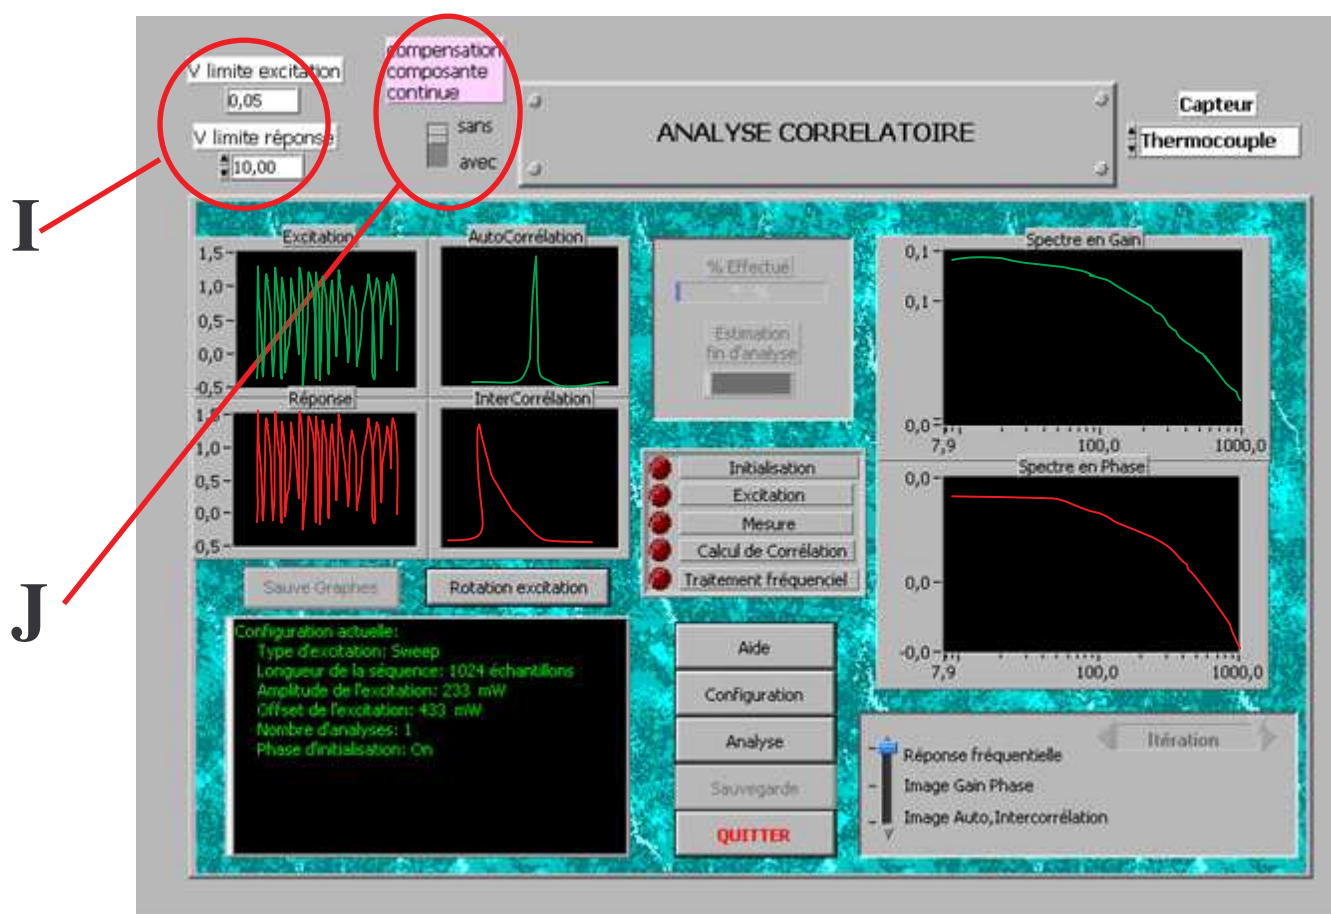 V limite excitation
0,05
V limite réponse
10,00
compensation
composante
continue
sans
avec
ANALYSE CORRELATOIRE
Capteur
Thermocouple
I
J
Excitation
1,5
1,0
0,5
0,0
-0,5
AutoCorrélation
Réponse
1,0
0,5
0,0
0,5
InterCorrélation
% Effectué
Estimation
fin d'analyse
Initialisation
Excitation
Mesure
Calcul de Corrélation
Traitement fréquenciel
Spectre en Gain
0,1
0,1
0,0
7,9 100,0 1000,0
Spectre en Phase
0,0
0,0
-0,0
7,9 100,0 1000,0
Sauve Graphes
Rotation excitation
Configuration actuelle:
Type d'excitation: Sweep
Longueur de la séquence: 1024 échantillons
Amplitude de l'excitation: 233 mW
Offset de l'excitation: 433 mW
Nombre d'analyses: 1
Phase d'initialisation: On
Aide
Configuration
Analyse
Sauvegarde
QUITTER
Itération
Réponse fréquentielle
Image Gain Phase
Image Auto,Intercorrélation